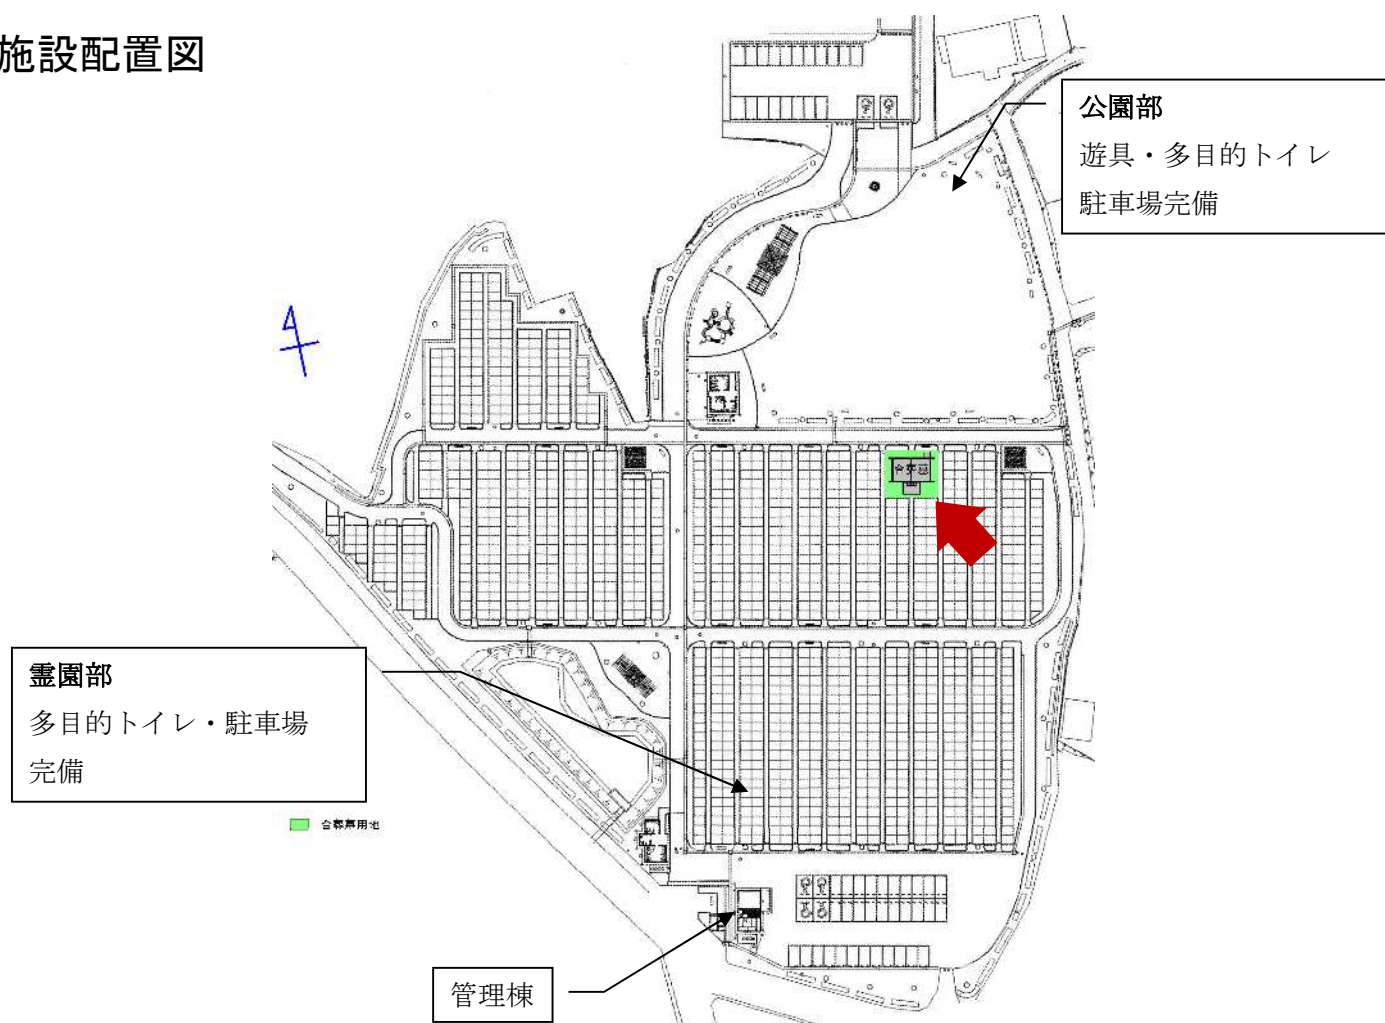 施設配置図
公園部
遊具・多目的トイレ
駐車場完備
霊園部
多目的トイレ・駐車場
完備
合葬墓用地
管理棟